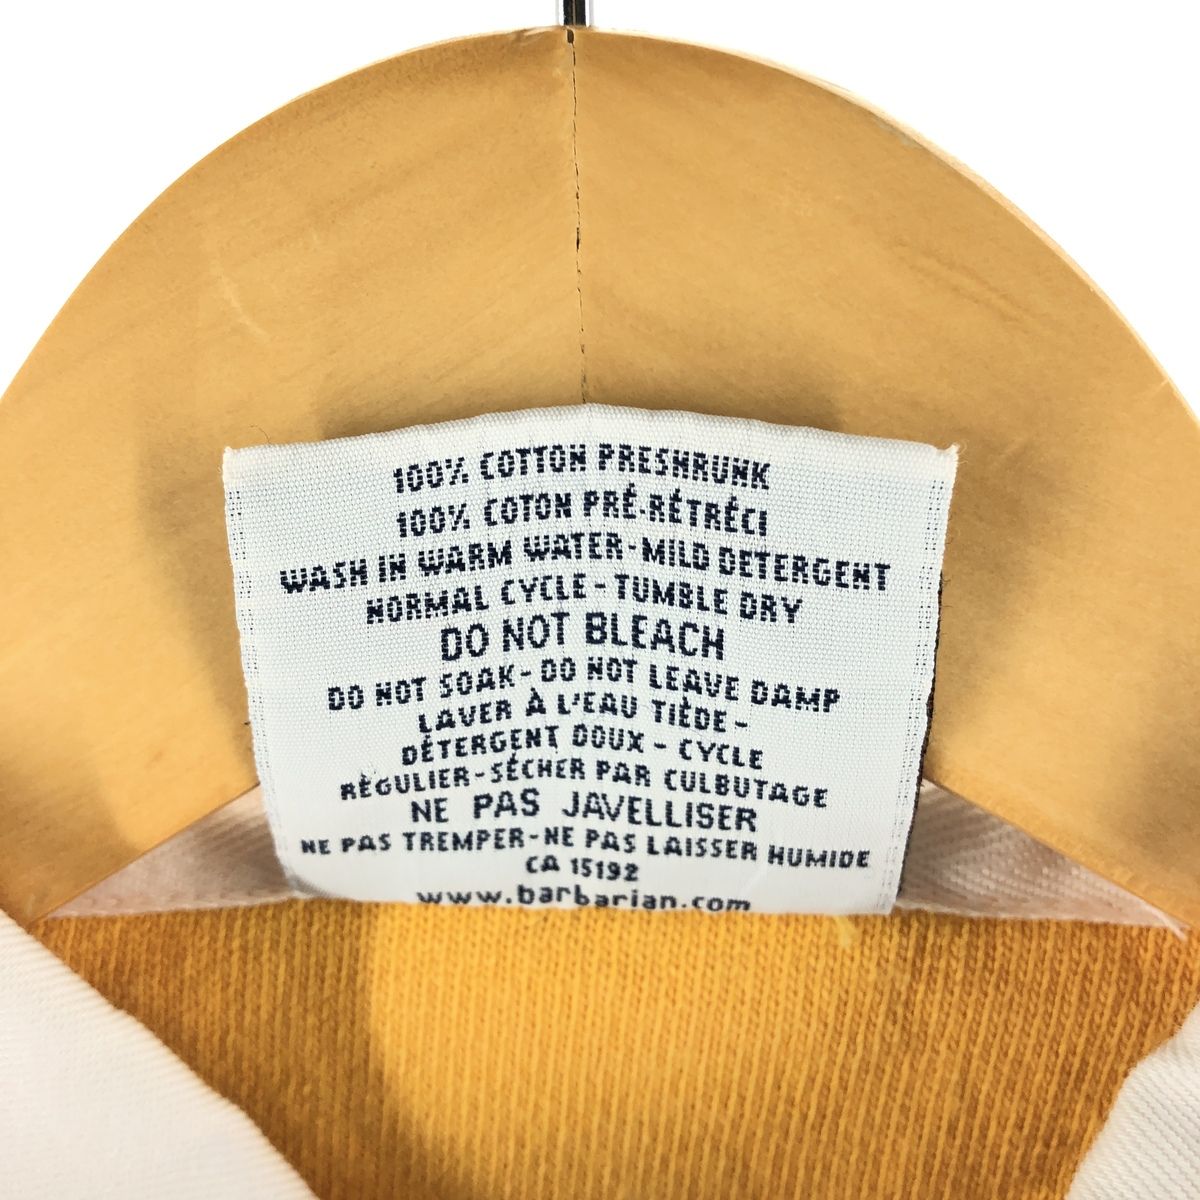 100% COTTON PRESHRUNK
100% COTON PRÉ-RÉTRÉCI
WASH IN WARM WATER-MILD DETERGENT
NORMAL CYCLE-TUMBLE DRY
DO NOT BLEACH
DO NOT SOAK-DO NOT LEAVE DAMP
LAVER À L'EAU TIÈDE-
DÉTERGENT DOUX - CYCLE
RÉGULIER-SÉCHER PAR CULBUTAGE
NE PAS JAVELLISER
NE PAS TREMPER-NE PAS LAISSER HUMIDE
CA 15192
www.barbarian.com